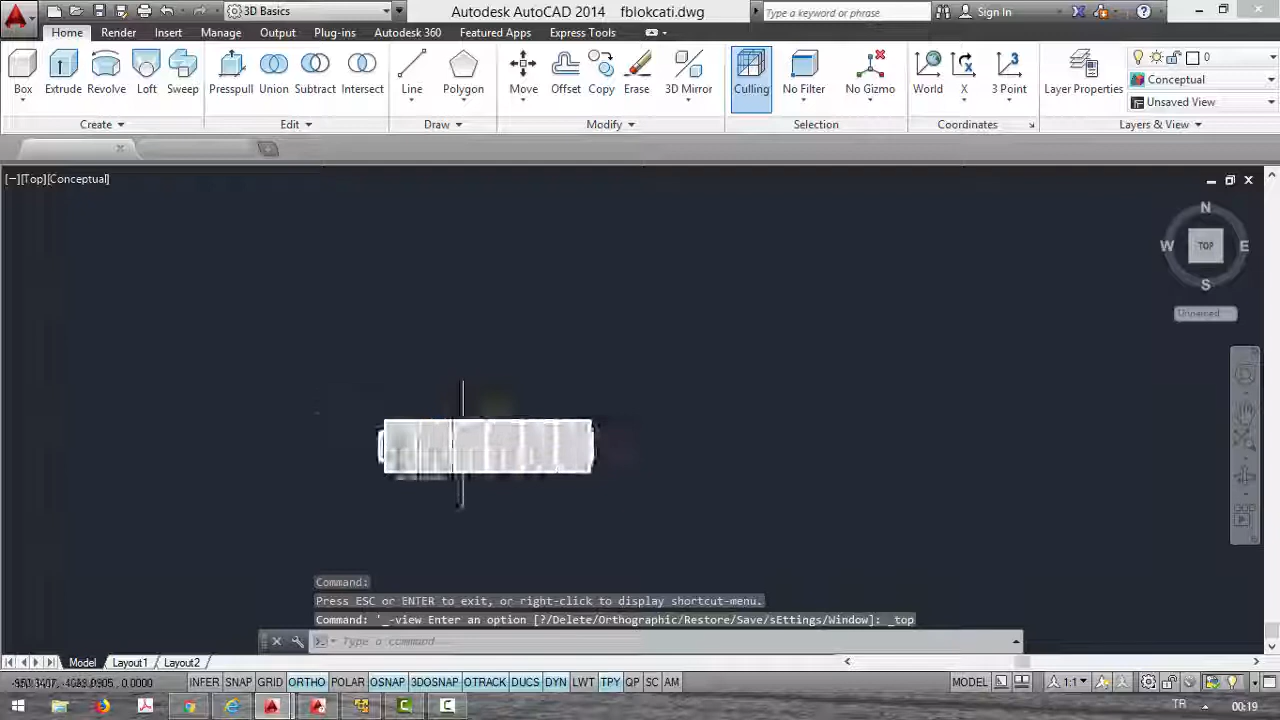 3D Basics
Autodesk AutoCAD 2014 fblokcati.dwg
Type a keyword or phrase
Sign In
Home Render Insert Manage Output Plug-ins Autodesk 360 Featured Apps Express Tools
Box Extrude Revolve Loft Sweep Presspull Union Subtract Intersect Line Polygon Move Offset Copy Erase 3D Mirror Culling No Filter No Gizmo World X 3 Point Layer Properties
0
Conceptual
Unsaved View
Create Edit Draw Modify Selection Coordinates Layers & View
[−][Top][Conceptual]
N
W TOP E
S
Unnamed
Command:
Press ESC or ENTER to exit, or right-click to display shortcut-menu.
Command: '_-view Enter an option [?/Delete/Orthographic/Restore/Save/sEttings/Window]: _top
Type a command
Model Layout1 Layout2
INFER SNAP GRID ORTHO POLAR OSNAP 3DOSNAP OTRACK DUCS DYN LWT TPY QP SC AM MODEL 1:1
TR 00:19